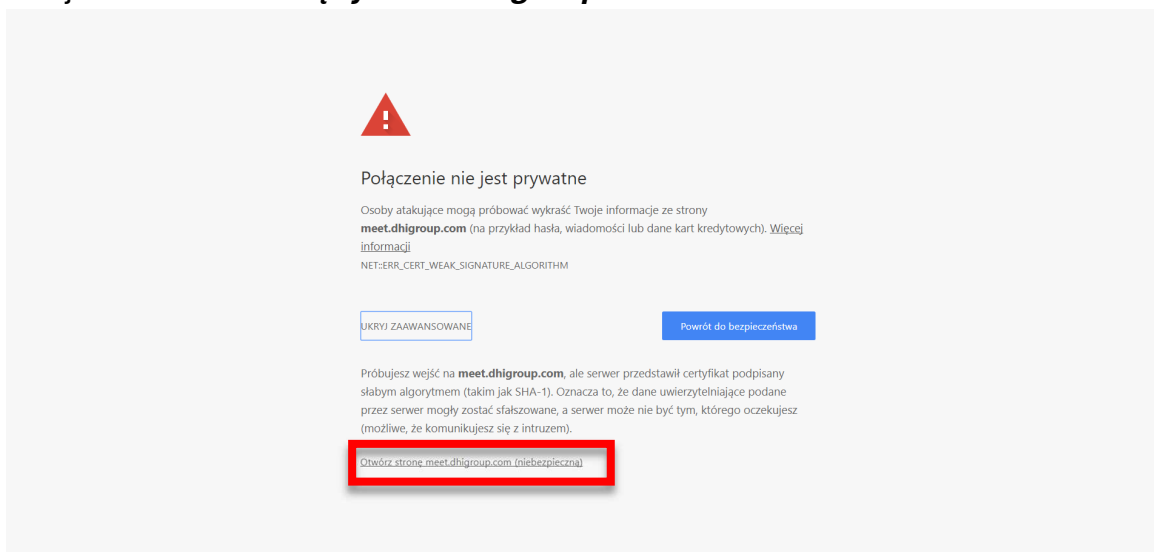 Połączenie nie jest prywatne
Osoby atakujące mogą próbować wykraść Twoje informacje ze strony
meet.dhigroup.com (na przykład hasła, wiadomości lub dane kart kredytowych). Więcej
informacji
NET::ERR_CERT_WEAK_SIGNATURE_ALGORITHM
UKRYJ ZAAWANSOWANE
Powrót do bezpieczeństwa
Próbujesz wejść na meet.dhigroup.com, ale serwer przedstawił certyfikat podpisany
słabym algorytmem (takim jak SHA-1). Oznacza to, że dane uwierzytelniające podane
przez serwer mogły zostać sfałszowane, a serwer może nie być tym, którego oczekujesz
(możliwe, że komunikujesz się z intruzem).
Otwórz stronę meet.dhigroup.com (niebezpieczną)